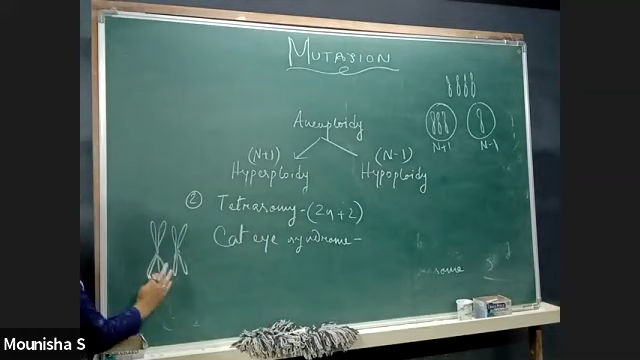 MUTATION
Aneuploidy
(N+1) (N-1)
Hyperploidy Hypoploidy
N+1 N-1
② Tetrasomy-(2n+2)
Cat eye syndrome-
Mounisha S